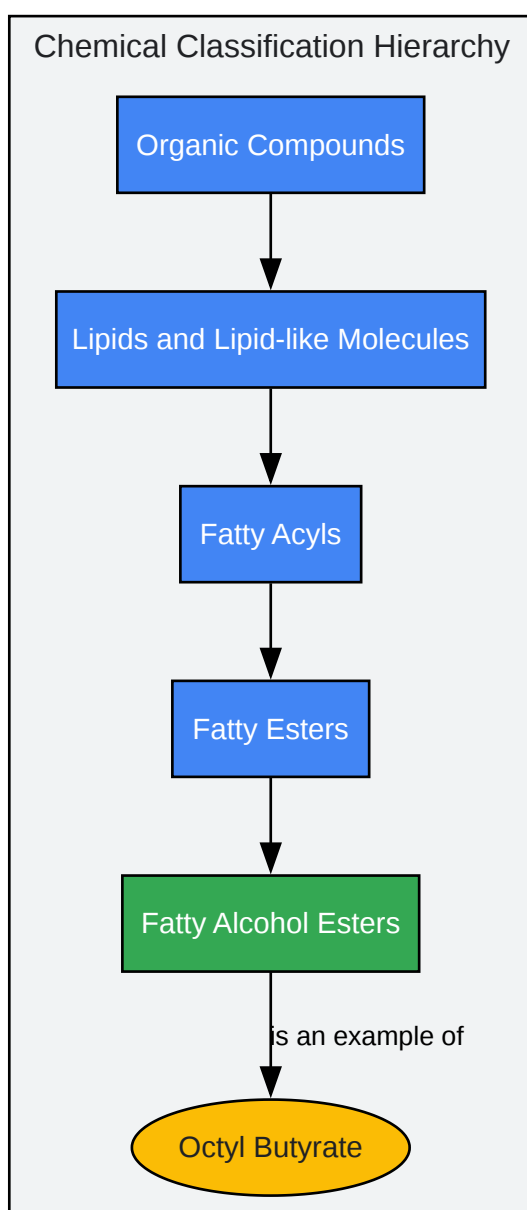 Chemical Classification Hierarchy
Organic Compounds
Lipids and Lipid-like Molecules
Fatty Acyls
Fatty Esters
Fatty Alcohol Esters
is an example of
Octyl Butyrate